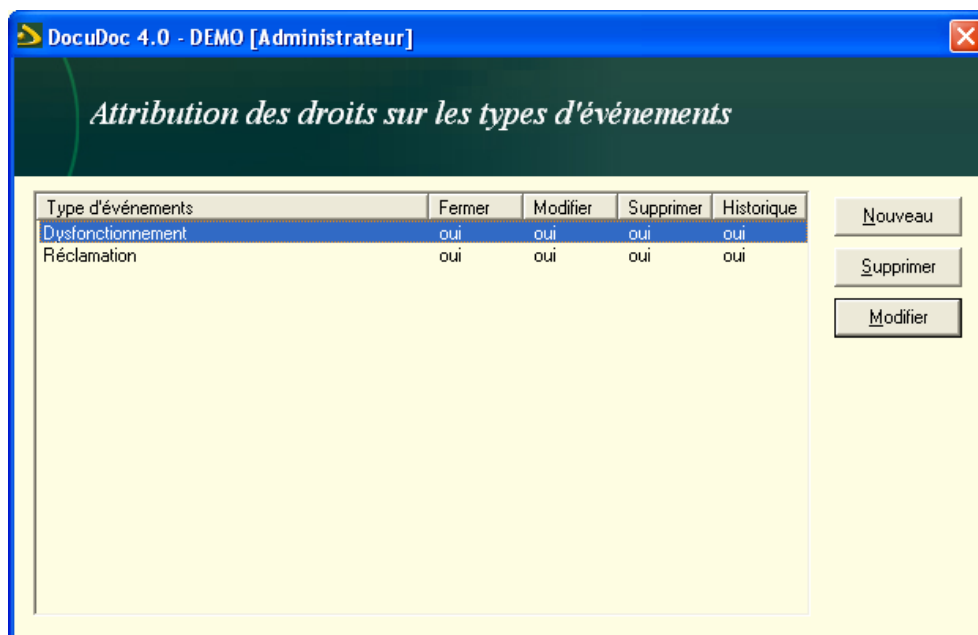 DocuDoc 4.0 - DEMO [Administrateur]
Attribution des droits sur les types d'événements
Type d'événements Fermer Modifier Supprimer Historique
Dysfonctionnement oui oui oui oui
Réclamation oui oui oui oui
Nouveau
Supprimer
Modifier